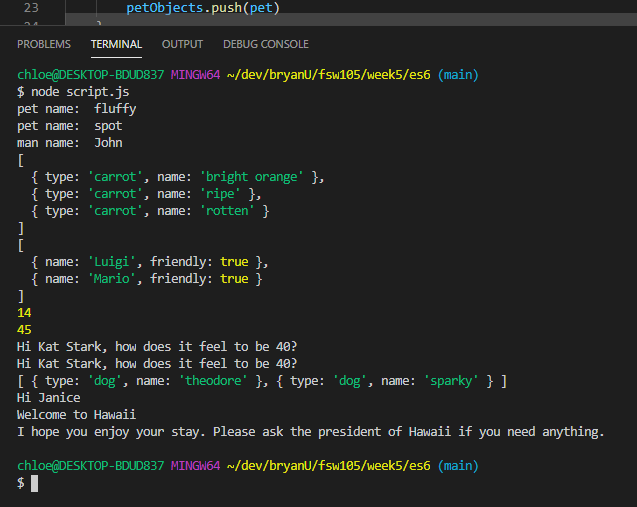 23 petObjects.push(pet)
24 }
PROBLEMS TERMINAL OUTPUT DEBUG CONSOLE
chloe@DESKTOP-BDUD837 MINGW64 ~/dev/bryanU/fsw105/week5/es6 (main)
$ node script.js
pet name:  fluffy
pet name:  spot
man name:  John
[
  { type: 'carrot', name: 'bright orange' },
  { type: 'carrot', name: 'ripe' },
  { type: 'carrot', name: 'rotten' }
]
[
  { name: 'Luigi', friendly: true },
  { name: 'Mario', friendly: true }
]
14
45
Hi Kat Stark, how does it feel to be 40?
Hi Kat Stark, how does it feel to be 40?
[ { type: 'dog', name: 'theodore' }, { type: 'dog', name: 'sparky' } ]
Hi Janice
Welcome to Hawaii
I hope you enjoy your stay. Please ask the president of Hawaii if you need anything.
chloe@DESKTOP-BDUD837 MINGW64 ~/dev/bryanU/fsw105/week5/es6 (main)
$